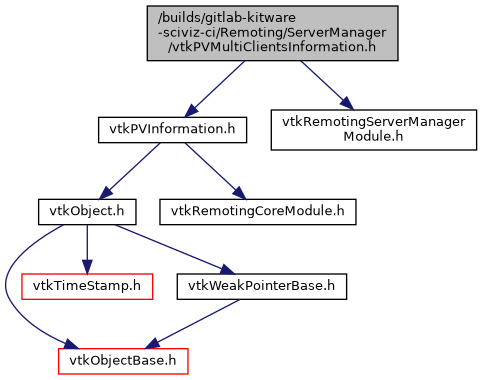 /builds/gitlab-kitware
-sciviz-ci/Remoting/ServerManager
/vtkPVMultiClientsInformation.h
vtkPVInformation.h
vtkRemotingServerManager
Module.h
vtkObject.h
vtkRemotingCoreModule.h
vtkTimeStamp.h
vtkWeakPointerBase.h
vtkObjectBase.h